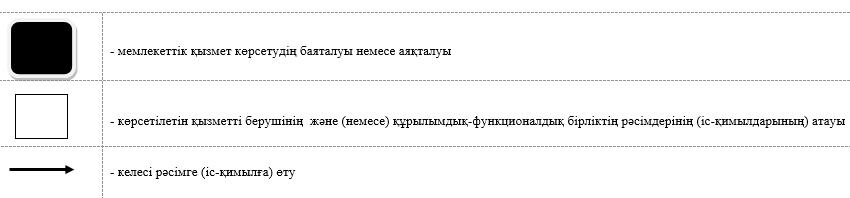 - мемлекеттік қызмет көрсетудің баяталуы немесе аяқталуы
- көрсетілетін қызметті берушінің және (немесе) құрылымдық-функционалдық бірліктің рәсімдерінің (іс-қимылдарының) атауы
- келесі рәсімге (іс-қимылға) өту